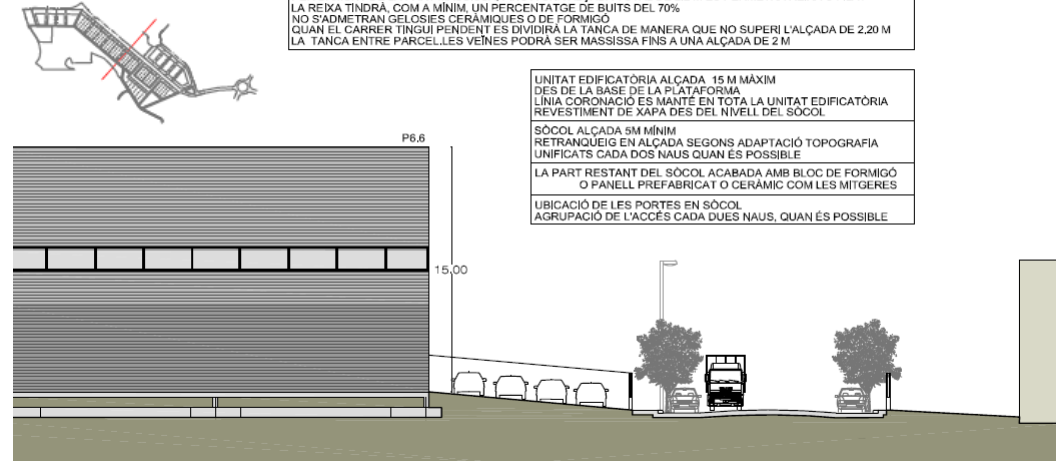 LA REIXA TINDRÀ, COM A MÍNIM, UN PERCENTATGE DE BUITS DEL 70%
NO S'ADMETRAN GELOSIES CERÀMIQUES O DE FORMIGÓ
QUAN EL CARRER TINGUI PENDENT ES DIVIDIRÀ LA TANCA DE MANERA QUE NO SUPERI L'ALÇADA DE 2,20 M
LA TANCA ENTRE PARCEL.LES VEÏNES PODRÀ SER MASSISSA FINS A UNA ALÇADA DE 2 M
UNITAT EDIFICATÒRIA ALÇADA 15 M MÀXIM
DES DE LA BASE DE LA PLATAFORMA
LÍNIA CORONACIÓ ES MANTÉ EN TOTA LA UNITAT EDIFICATÒRIA
REVESTIMENT DE XAPA DES DEL NIVELL DEL SÒCOL
SÒCOL ALÇADA 5M MÍNIM
RETRANQUEIG EN ALÇADA SEGONS ADAPTACIÓ TOPOGRAFIA
UNIFICATS CADA DOS NAUS QUAN ÉS POSSIBLE
LA PART RESTANT DEL SÒCOL ACABADA AMB BLOC DE FORMIGÓ
O PANELL PREFABRICAT O CERÀMIC COM LES MITGERES
UBICACIÓ DE LES PORTES EN SÒCOL
AGRUPACIÓ DE L'ACCÉS CADA DUES NAUS, QUAN ÉS POSSIBLE
P6.6
15,00